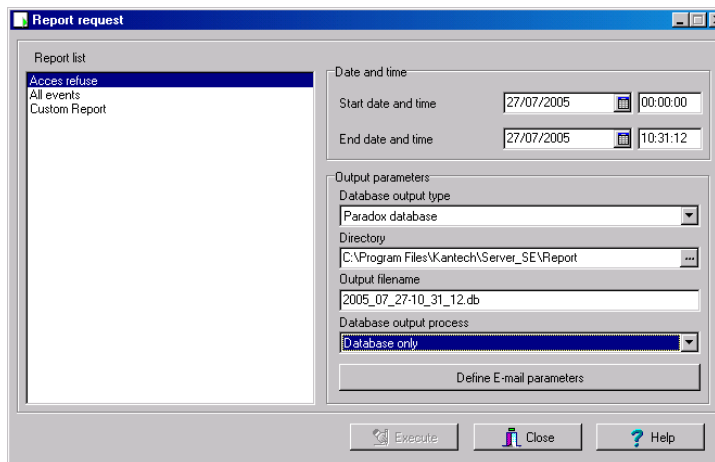 Report request
Report list
Acces refuse
All events
Custom Report
Date and time
Start date and time 27/07/2005 00:00:00
End date and time 27/07/2005 10:31:12
Output parameters
Database output type
Paradox database
Directory
C:\Program Files\Kantech\Server_SE\Report ...
Output filename
2005_07_27-10_31_12.db
Database output process
Database only
Define E-mail parameters
Execute Close ? Help